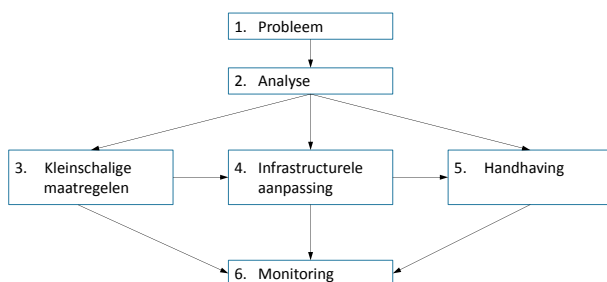 1. Probleem
2. Analyse
3. Kleinschalige
maatregelen
4. Infrastructurele
aanpassing
5. Handhaving
6. Monitoring